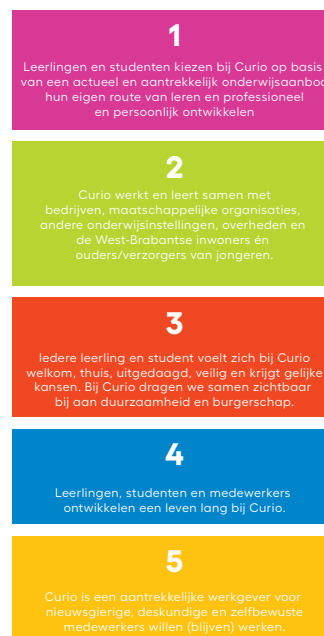 1
Leerlingen en studenten kiezen bij Curio op basis
van een actueel en aantrekkelijk onderwijsaanbod
hun eigen route van leren en professioneel
en persoonlijk ontwikkelen
2
Curio werkt en leert samen met
bedrijven, maatschappelijke organisaties,
andere onderwijsinstellingen, overheden en
de West-Brabantse inwoners én
ouders/verzorgers van jongeren.
3
Iedere leerling en student voelt zich bij Curio
welkom, thuis, uitgedaagd, veilig en krijgt gelijke
kansen. Bij Curio dragen we samen zichtbaar
bij aan duurzaamheid en burgerschap.
4
Leerlingen, studenten en medewerkers
ontwikkelen een leven lang bij Curio.
5
Curio is een aantrekkelijke werkgever voor
nieuwsgierige, deskundige en zelfbewuste
medewerkers willen (blijven) werken.